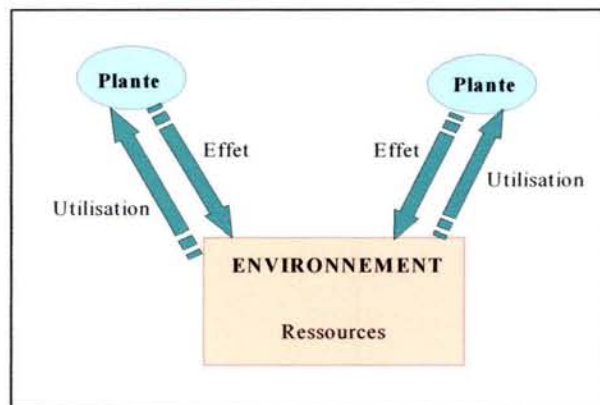 Plante
Plante
Effet
Effet
Utilisation
Utilisation
ENVIRONNEMENT
Ressources